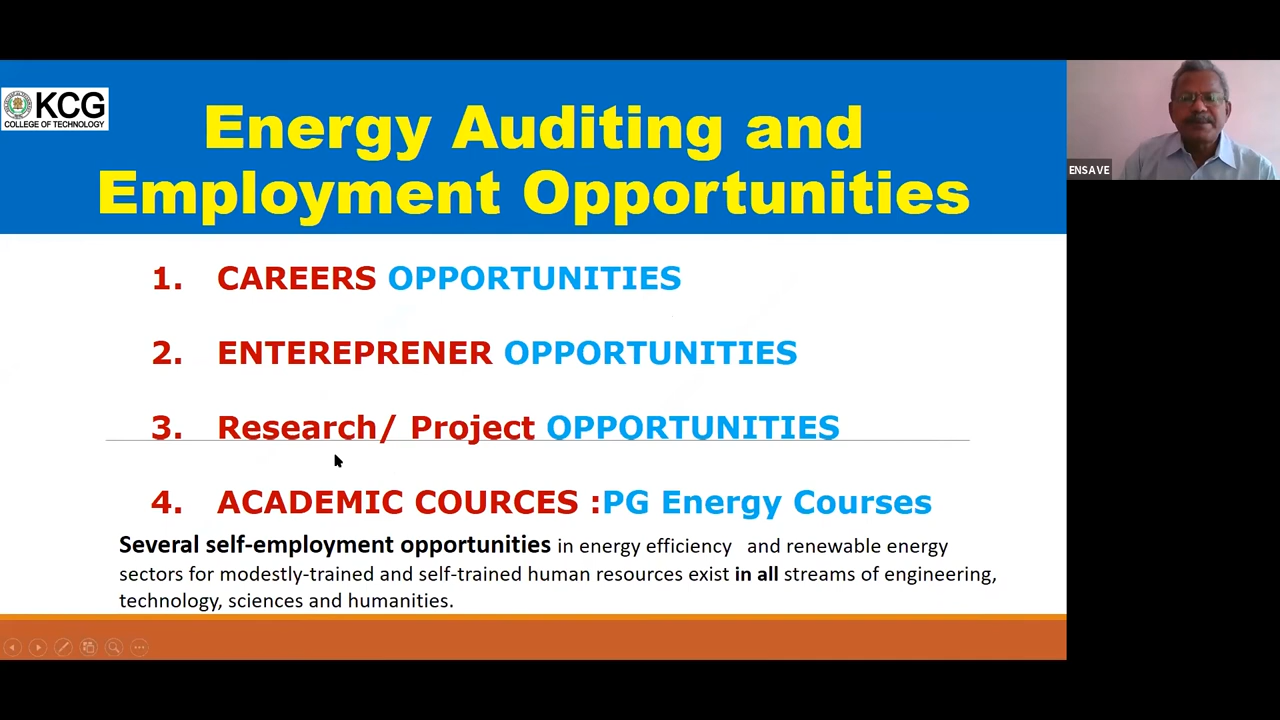 KCG
COLLEGE OF TECHNOLOGY
Energy Auditing and
Employment Opportunities
ENSAVE
1. CAREERS OPPORTUNITIES
2. ENTEREPRENER OPPORTUNITIES
3. Research/ Project OPPORTUNITIES
4. ACADEMIC COURCES :PG Energy Courses
Several self-employment opportunities in energy efficiency and renewable energy
sectors for modestly-trained and self-trained human resources exist in all streams of engineering,
technology, sciences and humanities.